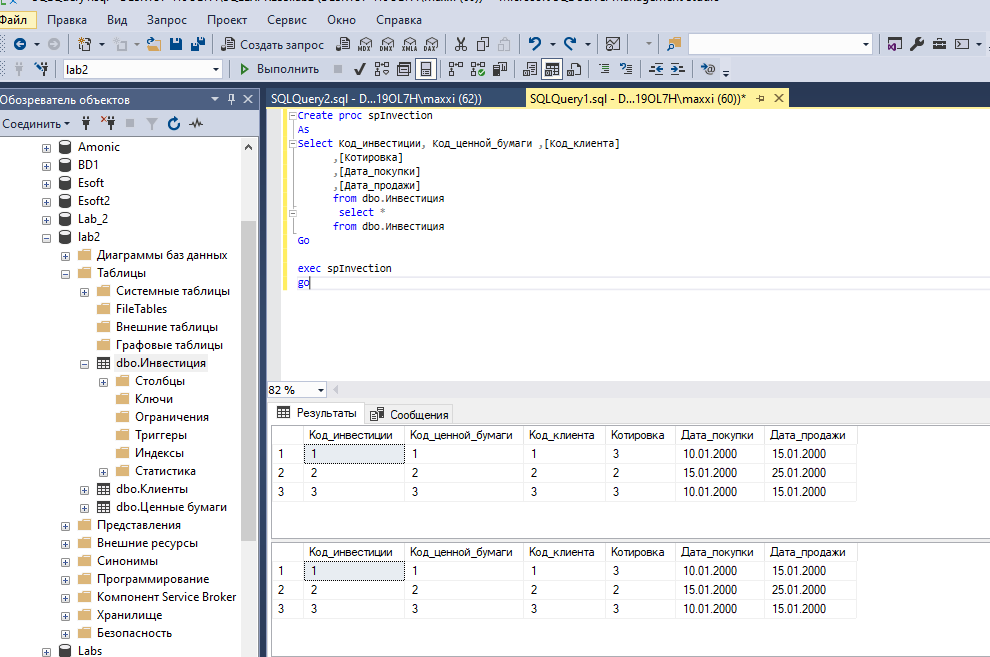 Файл Правка Вид Запрос Проект Сервис Окно Справка
Создать запрос MDX DMX XMLA DAX
lab2 Выполнить
Обозреватель объектов
Соединить
Amonic
BD1
Esoft
Esoft2
Lab_2
lab2
Диаграммы баз данных
Таблицы
Системные таблицы
FileTables
Внешние таблицы
Графовые таблицы
dbo.Инвестиция
Столбцы
Ключи
Ограничения
Триггеры
Индексы
Статистика
dbo.Клиенты
dbo.Ценные бумаги
Представления
Внешние ресурсы
Синонимы
Программирование
Компонент Service Broker
Хранилище
Безопасность
Labs
SQLQuery2.sql - D...19OL7H\maxxi (62)) SQLQuery1.sql - D...19OL7H\maxxi (60))*
Create proc spInvection
As
Select Код_инвестиции, Код_ценной_бумаги ,[Код_клиента]
,[Котировка]
,[Дата_покупки]
,[Дата_продажи]
from dbo.Инвестиция
select *
from dbo.Инвестиция
Go
exec spInvection
go
82 %
Результаты Сообщения
Код_инвестиции Код_ценной_бумаги Код_клиента Котировка Дата_покупки Дата_продажи
1 1 1 1 3 10.01.2000 15.01.2000
2 2 2 2 2 15.01.2000 25.01.2000
3 3 3 3 3 10.01.2000 15.01.2000
Код_инвестиции Код_ценной_бумаги Код_клиента Котировка Дата_покупки Дата_продажи
1 1 1 1 3 10.01.2000 15.01.2000
2 2 2 2 2 15.01.2000 25.01.2000
3 3 3 3 3 10.01.2000 15.01.2000